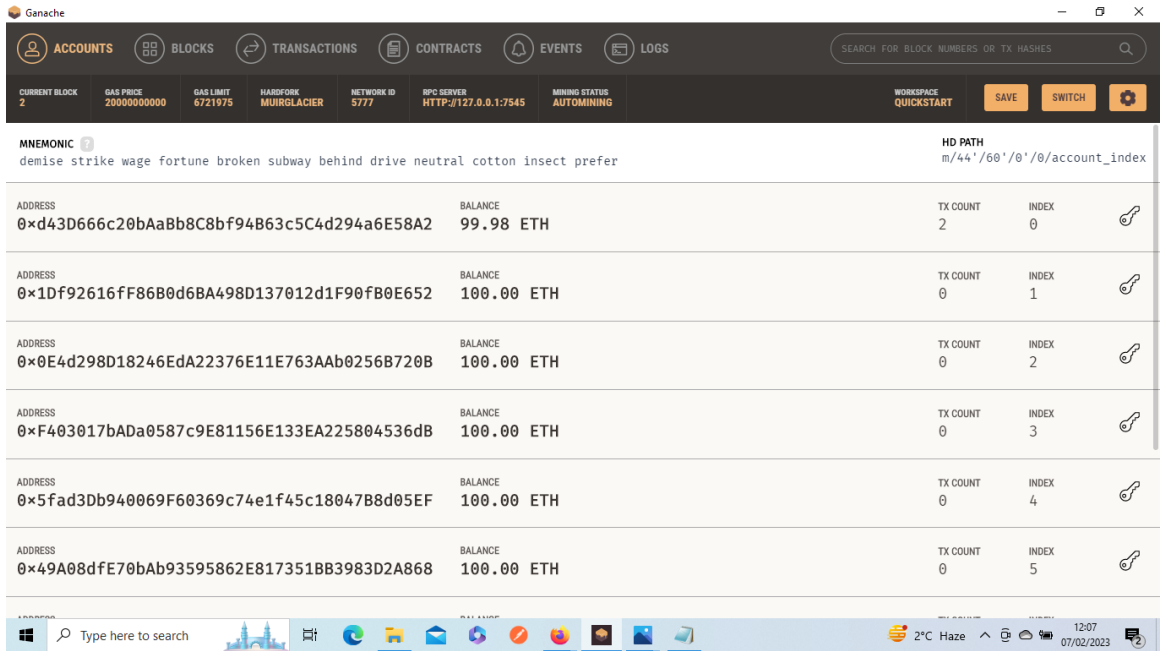 Ganache
ACCOUNTS BLOCKS TRANSACTIONS CONTRACTS EVENTS LOGS SEARCH FOR BLOCK NUMBERS OR TX HASHES
CURRENT BLOCK GAS PRICE GAS LIMIT HARDFORK NETWORK ID RPC SERVER MINING STATUS WORKSPACE
2 20000000000 6721975 MUIRGLACIER 5777 HTTP://127.0.0.1:7545 AUTOMINING QUICKSTART SAVE SWITCH
MNEMONIC ? HD PATH
demise strike wage fortune broken subway behind drive neutral cotton insect prefer m/44'/60'/0'/0/account_index
ADDRESS BALANCE TX COUNT INDEX
0×d43D666c20bAaBb8C8bf94B63c5C4d294a6E58A2 99.98 ETH 2 0
ADDRESS BALANCE TX COUNT INDEX
0×1Df92616fF86B0d6BA498D137012d1F90fB0E652 100.00 ETH 0 1
ADDRESS BALANCE TX COUNT INDEX
0×0E4d298D18246EdA22376E11E763AAb0256B720B 100.00 ETH 0 2
ADDRESS BALANCE TX COUNT INDEX
0×F403017bADa0587c9E81156E133EA225804536dB 100.00 ETH 0 3
ADDRESS BALANCE TX COUNT INDEX
0×5fad3Db940069F60369c74e1f45c18047B8d05EF 100.00 ETH 0 4
ADDRESS BALANCE TX COUNT INDEX
0×49A08dfE70bAb93595862E817351BB3983D2A868 100.00 ETH 0 5
Type here to search 2°C Haze 12:07
07/02/2023 2